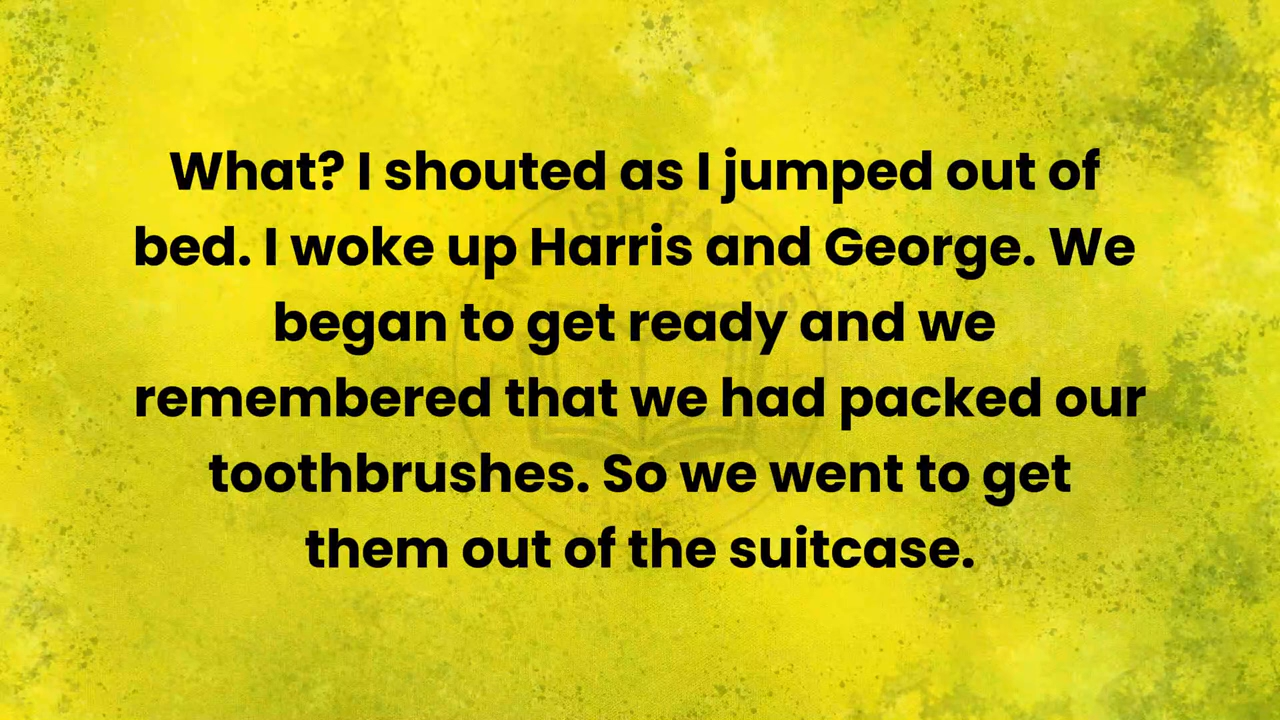 What? I shouted as I jumped out of
bed. I woke up Harris and George. We
began to get ready and we
remembered that we had packed our
toothbrushes. So we went to get
them out of the suitcase.